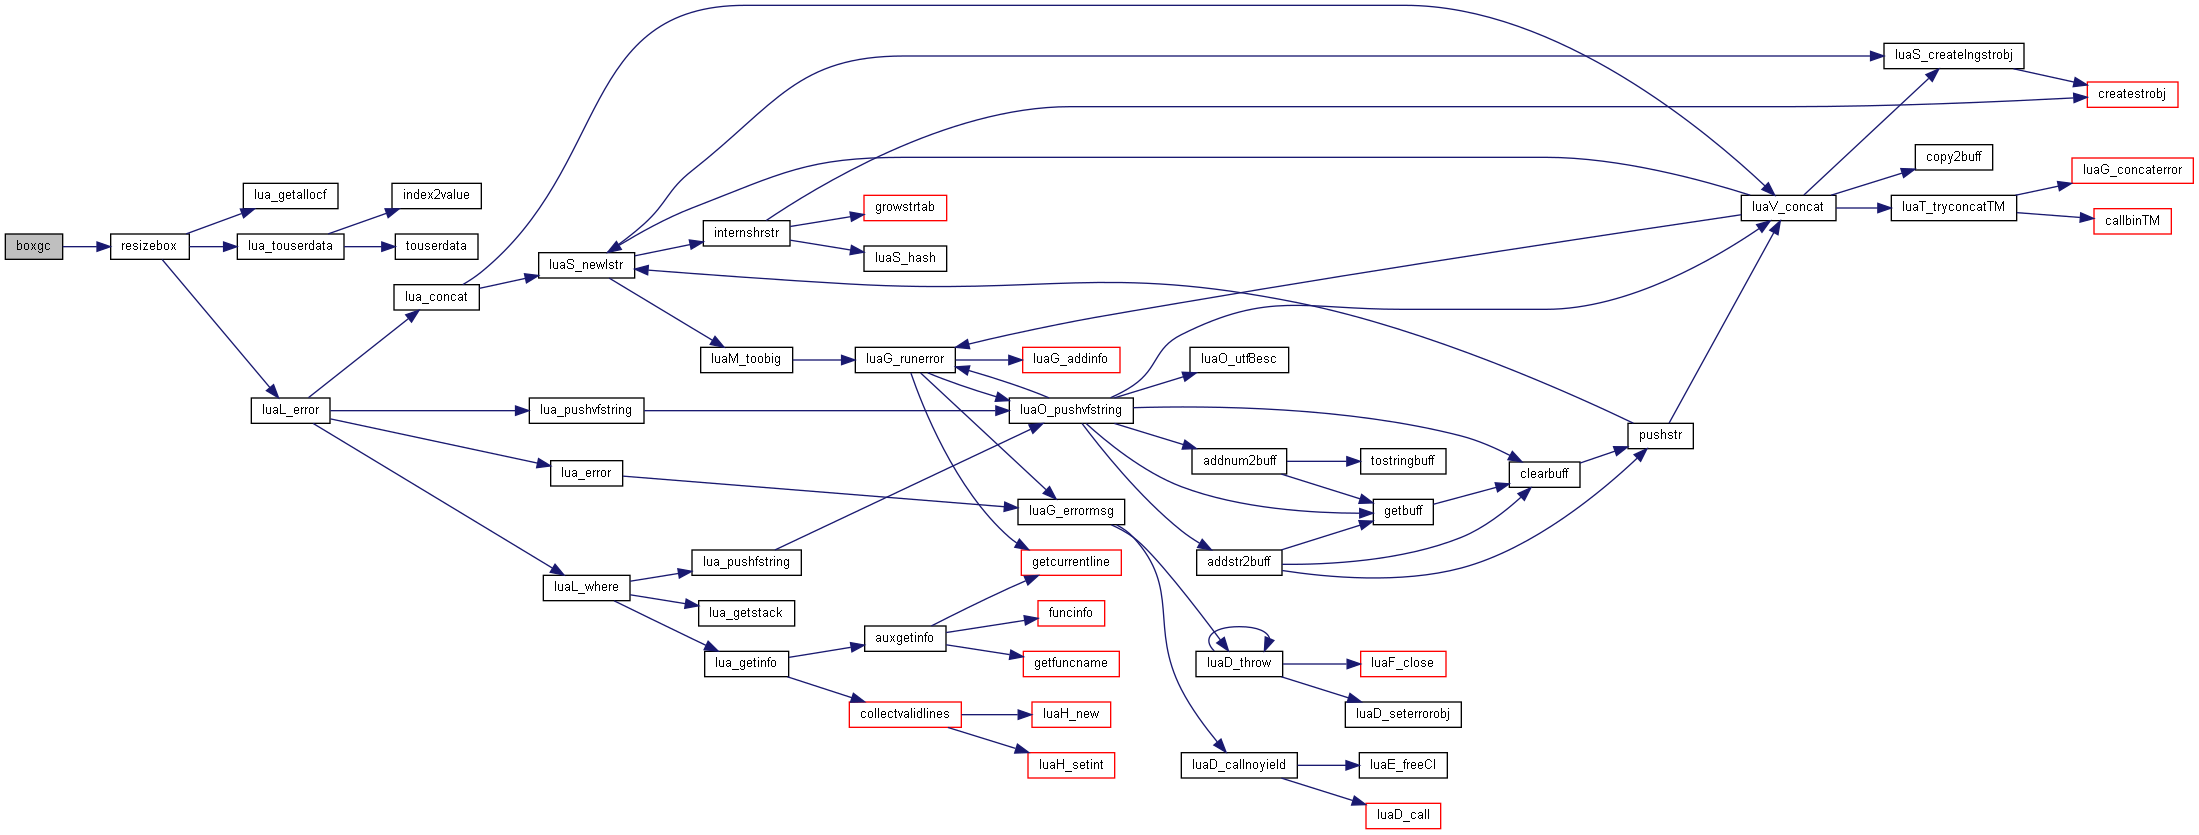 boxgc
resizebox
lua_getallocf
lua_touserdata
index2value
touserdata
luaL_error
lua_concat
lua_pushvfstring
lua_error
luaL_where
luaS_newlstr
internshrstr
growstrtab
luaS_hash
luaM_toobig
luaG_runerror
luaG_addinfo
luaO_pushvfstring
luaO_utf8esc
addnum2buff
tostringbuff
getbuff
addstr2buff
clearbuff
pushstr
luaG_errormsg
getcurrentline
lua_pushfstring
lua_getstack
lua_getinfo
auxgetinfo
funcinfo
getfuncname
collectvalidlines
luaH_new
luaH_setint
luaD_throw
luaF_close
luaD_seterrorobj
luaD_callnoyield
luaE_freeCI
luaD_call
luaV_concat
luaS_createlngstrobj
createstrobj
copy2buff
luaT_tryconcatTM
luaG_concaterror
callbinTM